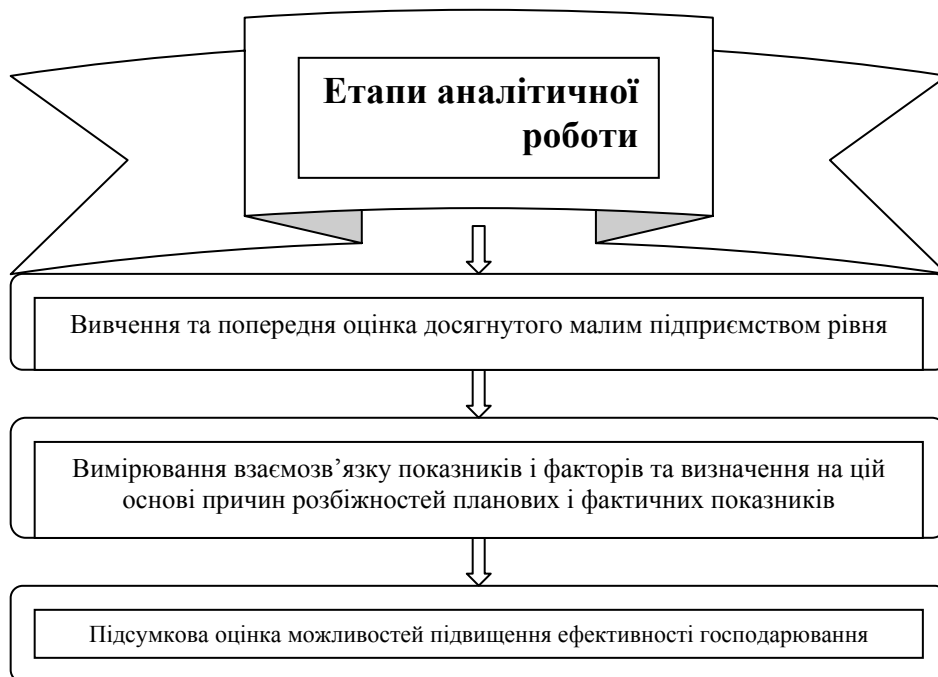 Етапи аналітичної
роботи
Вивчення та попередня оцінка досягнутого малим підприємством рівня
Вимірювання взаємозв’язку показників і факторів та визначення на цій
основі причин розбіжностей планових і фактичних показників
Підсумкова оцінка можливостей підвищення ефективності господарювання